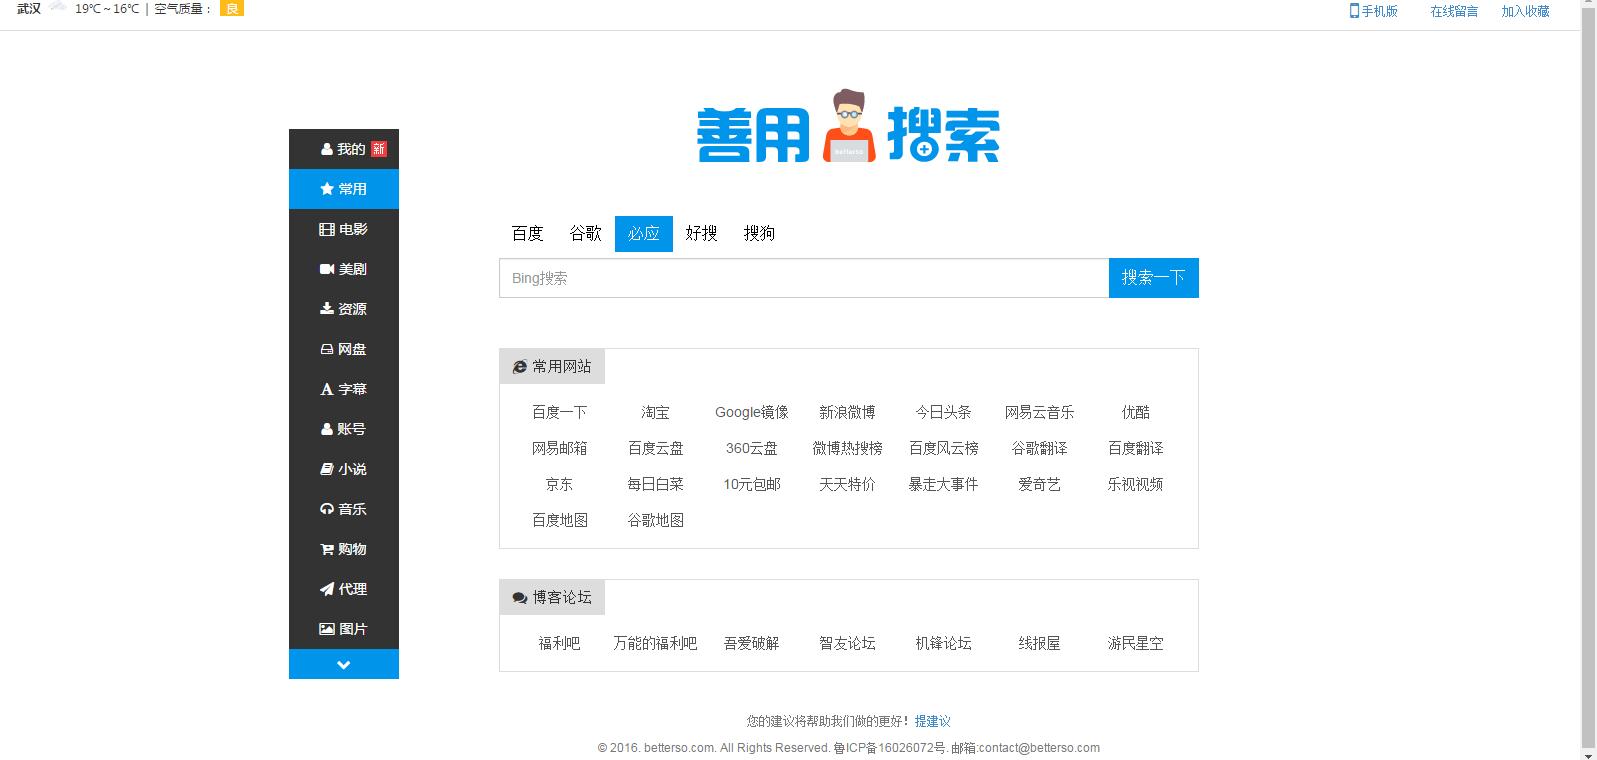 武汉 19℃~16℃ | 空气质量： 良 手机版 在线留言 加入收藏
善用 betterso 搜索
我的 新
常用
电影
美剧
资源
网盘
字幕
账号
小说
音乐
购物
代理
图片
百度 谷歌 必应 好搜 搜狗
Bing搜索 搜索一下
常用网站
百度一下 淘宝 Google镜像 新浪微博 今日头条 网易云音乐 优酷
网易邮箱 百度云盘 360云盘 微博热搜榜 百度风云榜 谷歌翻译 百度翻译
京东 每日白菜 10元包邮 天天特价 暴走大事件 爱奇艺 乐视视频
百度地图 谷歌地图
博客论坛
福利吧 万能的福利吧 吾爱破解 智友论坛 机锋论坛 线报屋 游民星空
您的建议将帮助我们做的更好！提建议
© 2016. betterso.com. All Rights Reserved. 鲁ICP备16026072号. 邮箱:contact@betterso.com